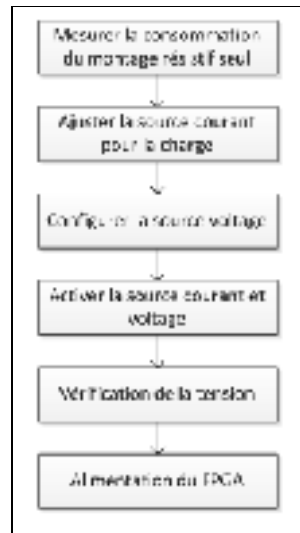 Mesurer la consommation
du montage résistif seul
Ajuster la source courant
pour la charge
Configurer la source voltage
Activer la source courant et
voltage
Vérification de la tension
Alimentation du FPGA